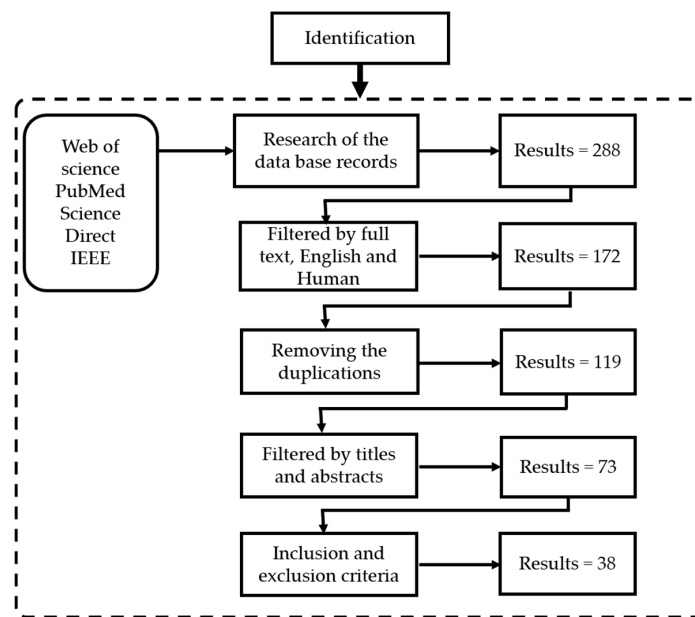 Identification
Web of
science
PubMed
Science
Direct
IEEE
Research of the
data base records
Results = 288
Filtered by full
text, English and
Human
Results = 172
Removing the
duplications
Results = 119
Filtered by titles
and abstracts
Results = 73
Inclusion and
exclusion criteria
Results = 38